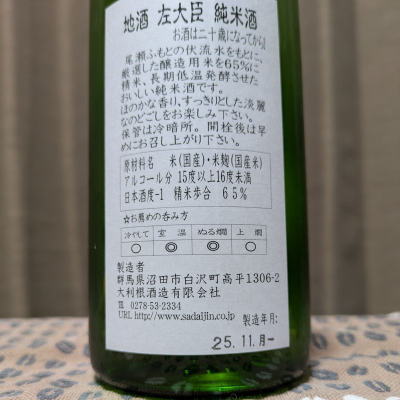 地酒 左大臣 純米酒
お酒は二十歳になってから!
尾瀬ふもとの伏流水をもとに、
厳選した醸造用米を65%に
精米、長期低温発酵させた
おいしい純米酒です。
ほのかな香り、すっきりとした淡麗
なのどごしをお楽しみ下さい。
保管は冷暗所。開栓後は早
めにお召し上がり下さい。
原材料名 米(国産)・米麹(国産米)
アルコール分 15度以上16度未満
日本酒度-1 精米歩合 65%
☆お薦めの呑み方
冷やして 室温 ぬる燗 上燗
○ ◎ ◎ ○
製造者
群馬県沼田市白沢町高平1306-2
大利根酒造有限会社
℡ 0278-53-2334
URL http://www.sadaijin.co.jp 製造年月:
25.11.月-